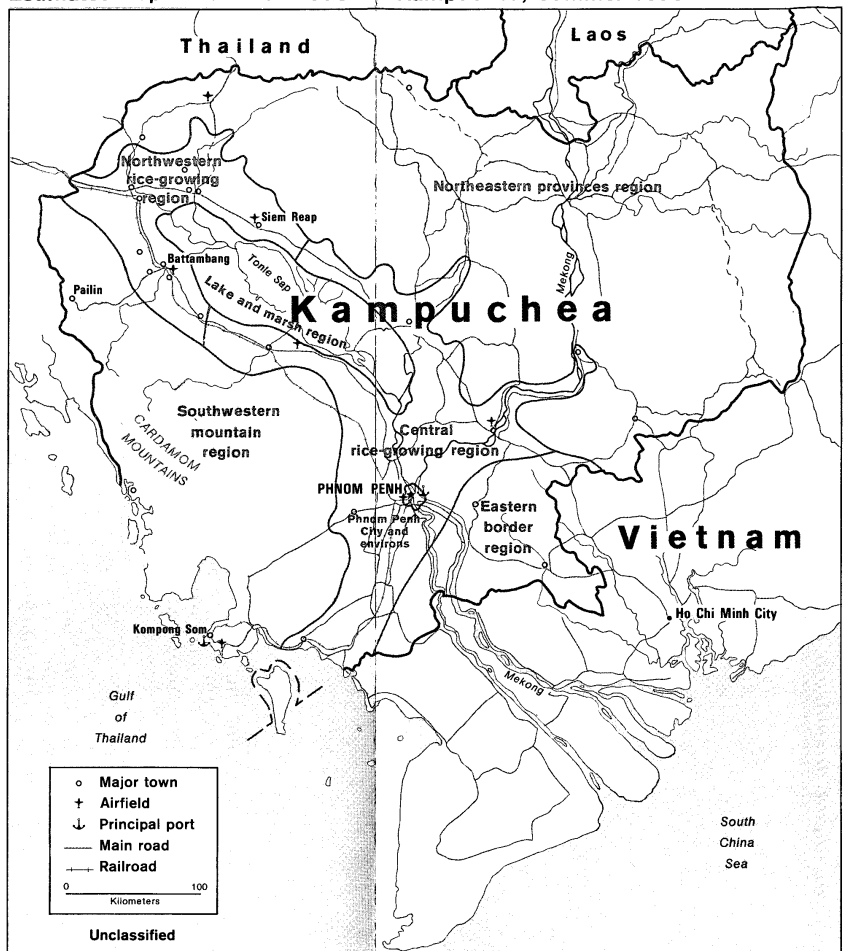 Thailand
Laos
Northwestern
rice-growing
region
Northeastern provinces region
Siem Reap
Battambang
Tonle Sap
Mekong
Pailin
Lake and marsh region
Kampuchea
Southwestern
mountain
region
CARDAMOM
MOUNTAINS
Central
rice-growing region
PHNOM PENH
Phnom Penh
City and
environs
Eastern
border
region
Vietnam
Kompong Som
Ho Chi Minh City
Mekong
Gulf
of
Thailand
South
China
Sea
Major town
Airfield
Principal port
Main road
Railroad
0 100
Kilometers
Unclassified